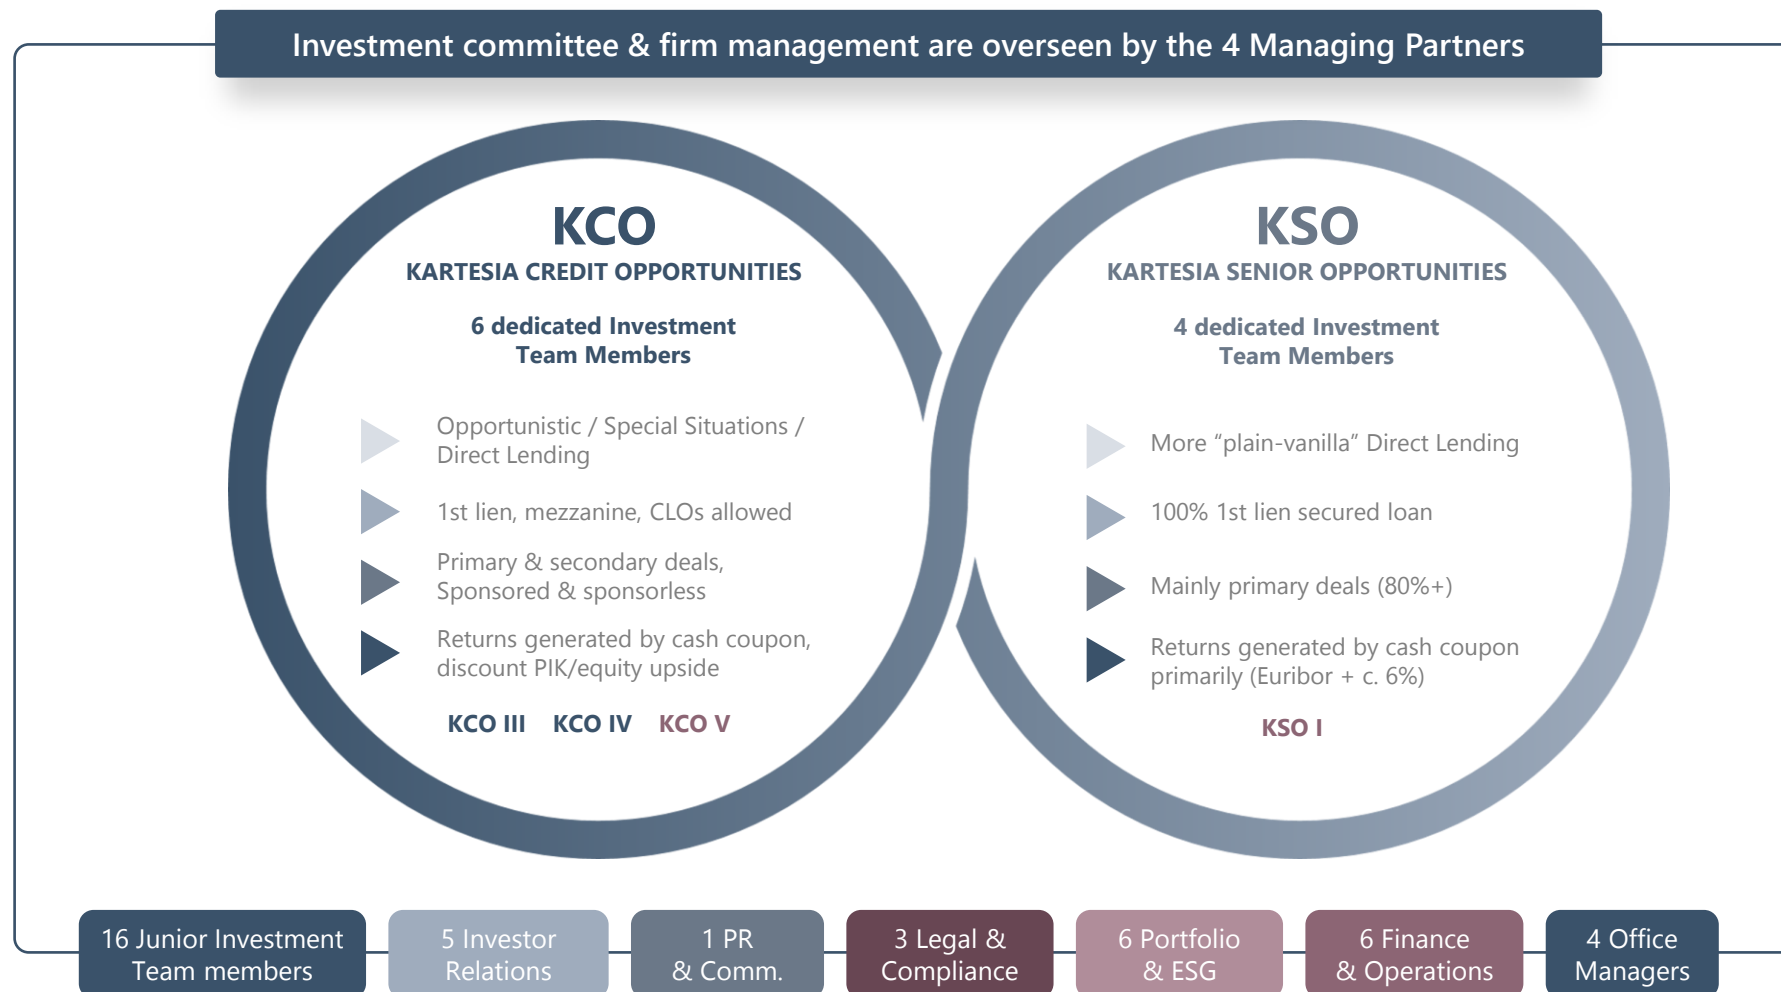 Investment committee & firm management are overseen by the 4 Managing Partners
KCO
KARTESIA CREDIT OPPORTUNITIES
6 dedicated Investment
Team Members
Opportunistic / Special Situations /
Direct Lending
1st lien, mezzanine, CLOs allowed
Primary & secondary deals,
Sponsored & sponsorless
Returns generated by cash coupon,
discount PIK/equity upside
KCO III KCO IV KCO V
KSO
KARTESIA SENIOR OPPORTUNITIES
4 dedicated Investment
Team Members
More “plain-vanilla” Direct Lending
100% 1st lien secured loan
Mainly primary deals (80%+)
Returns generated by cash coupon
primarily (Euribor + c. 6%)
KSO I
16 Junior Investment
Team members
5 Investor
Relations
1 PR
& Comm.
3 Legal &
Compliance
6 Portfolio
& ESG
6 Finance
& Operations
4 Office
Managers